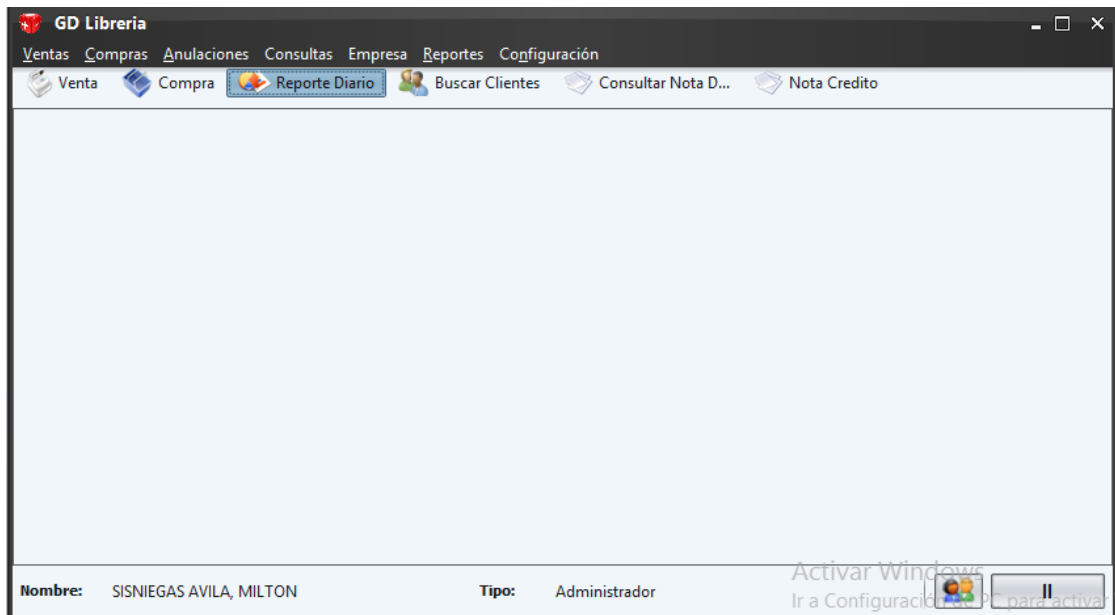 GD Libreria
Ventas Compras Anulaciones Consultas Empresa Reportes Configuración
Venta Compra Reporte Diario Buscar Clientes Consultar Nota D... Nota Credito
Activar Windows
Nombre: SISNIEGAS AVILA, MILTON Tipo: Administrador II
Ir a Configuración de PC para activar